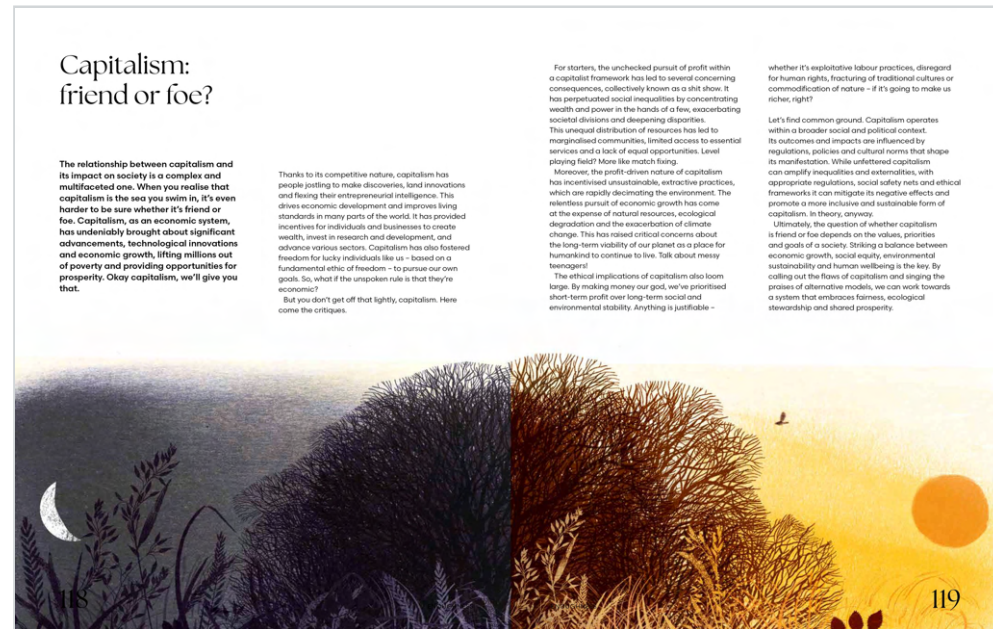 Capitalism:
friend or foe?
The relationship between capitalism and
its impact on society is a complex and
multifaceted one. When you realise that
capitalism is the sea you swim in, it's even
harder to be sure whether it's friend or
foe. Capitalism, as an economic system,
has undeniably brought about significant
advancements, technological innovations
and economic growth, lifting millions out
of poverty and providing opportunities for
prosperity. Okay capitalism, we'll give you
that.
Thanks to its competitive nature, capitalism has
people jostling to make discoveries, land innovations
and flexing their entrepreneurial intelligence. This
drives economic development and improves living
standards in many parts of the world. It has provided
incentives for individuals and businesses to create
wealth, invest in research and development, and
advance various sectors. Capitalism has also fostered
freedom for lucky individuals like us – based on a
fundamental ethic of freedom – to pursue our own
goals. So, what if the unspoken rule is that they're
economic?
But you don't get off that lightly, capitalism. Here
come the critiques.
For starters, the unchecked pursuit of profit within
a capitalist framework has led to several concerning
consequences, collectively known as a shit show. It
has perpetuated social inequalities by concentrating
wealth and power in the hands of a few, exacerbating
societal divisions and deepening disparities.
This unequal distribution of resources has led to
marginalised communities, limited access to essential
services and a lack of equal opportunities. Level
playing field? More like match fixing.
Moreover, the profit-driven nature of capitalism
has incentivised unsustainable, extractive practices,
which are rapidly decimating the environment. The
relentless pursuit of economic growth has come
at the expense of natural resources, ecological
degradation and the exacerbation of climate
change. This has raised critical concerns about
the long-term viability of our planet as a place for
humankind to continue to live. Talk about messy
teenagers!
The ethical implications of capitalism also loom
large. By making money our god, we've prioritised
short-term profit over long-term social and
environmental stability. Anything is justifiable –
whether it's exploitative labour practices, disregard
for human rights, fracturing of traditional cultures or
commodification of nature – if it's going to make us
richer, right?
Let's find common ground. Capitalism operates
within a broader social and political context.
Its outcomes and impacts are influenced by
regulations, policies and cultural norms that shape
its manifestation. While unfettered capitalism
can amplify inequalities and externalities, with
appropriate regulations, social safety nets and ethical
frameworks it can mitigate its negative effects and
promote a more inclusive and sustainable form of
capitalism. In theory, anyway.
Ultimately, the question of whether capitalism
is friend or foe depends on the values, priorities
and goals of a society. Striking a balance between
economic growth, social equity, environmental
sustainability and human wellbeing is the key. By
calling out the flaws of capitalism and singing the
praises of alternative models, we can work towards
a system that embraces fairness, ecological
stewardship and shared prosperity.
118
119